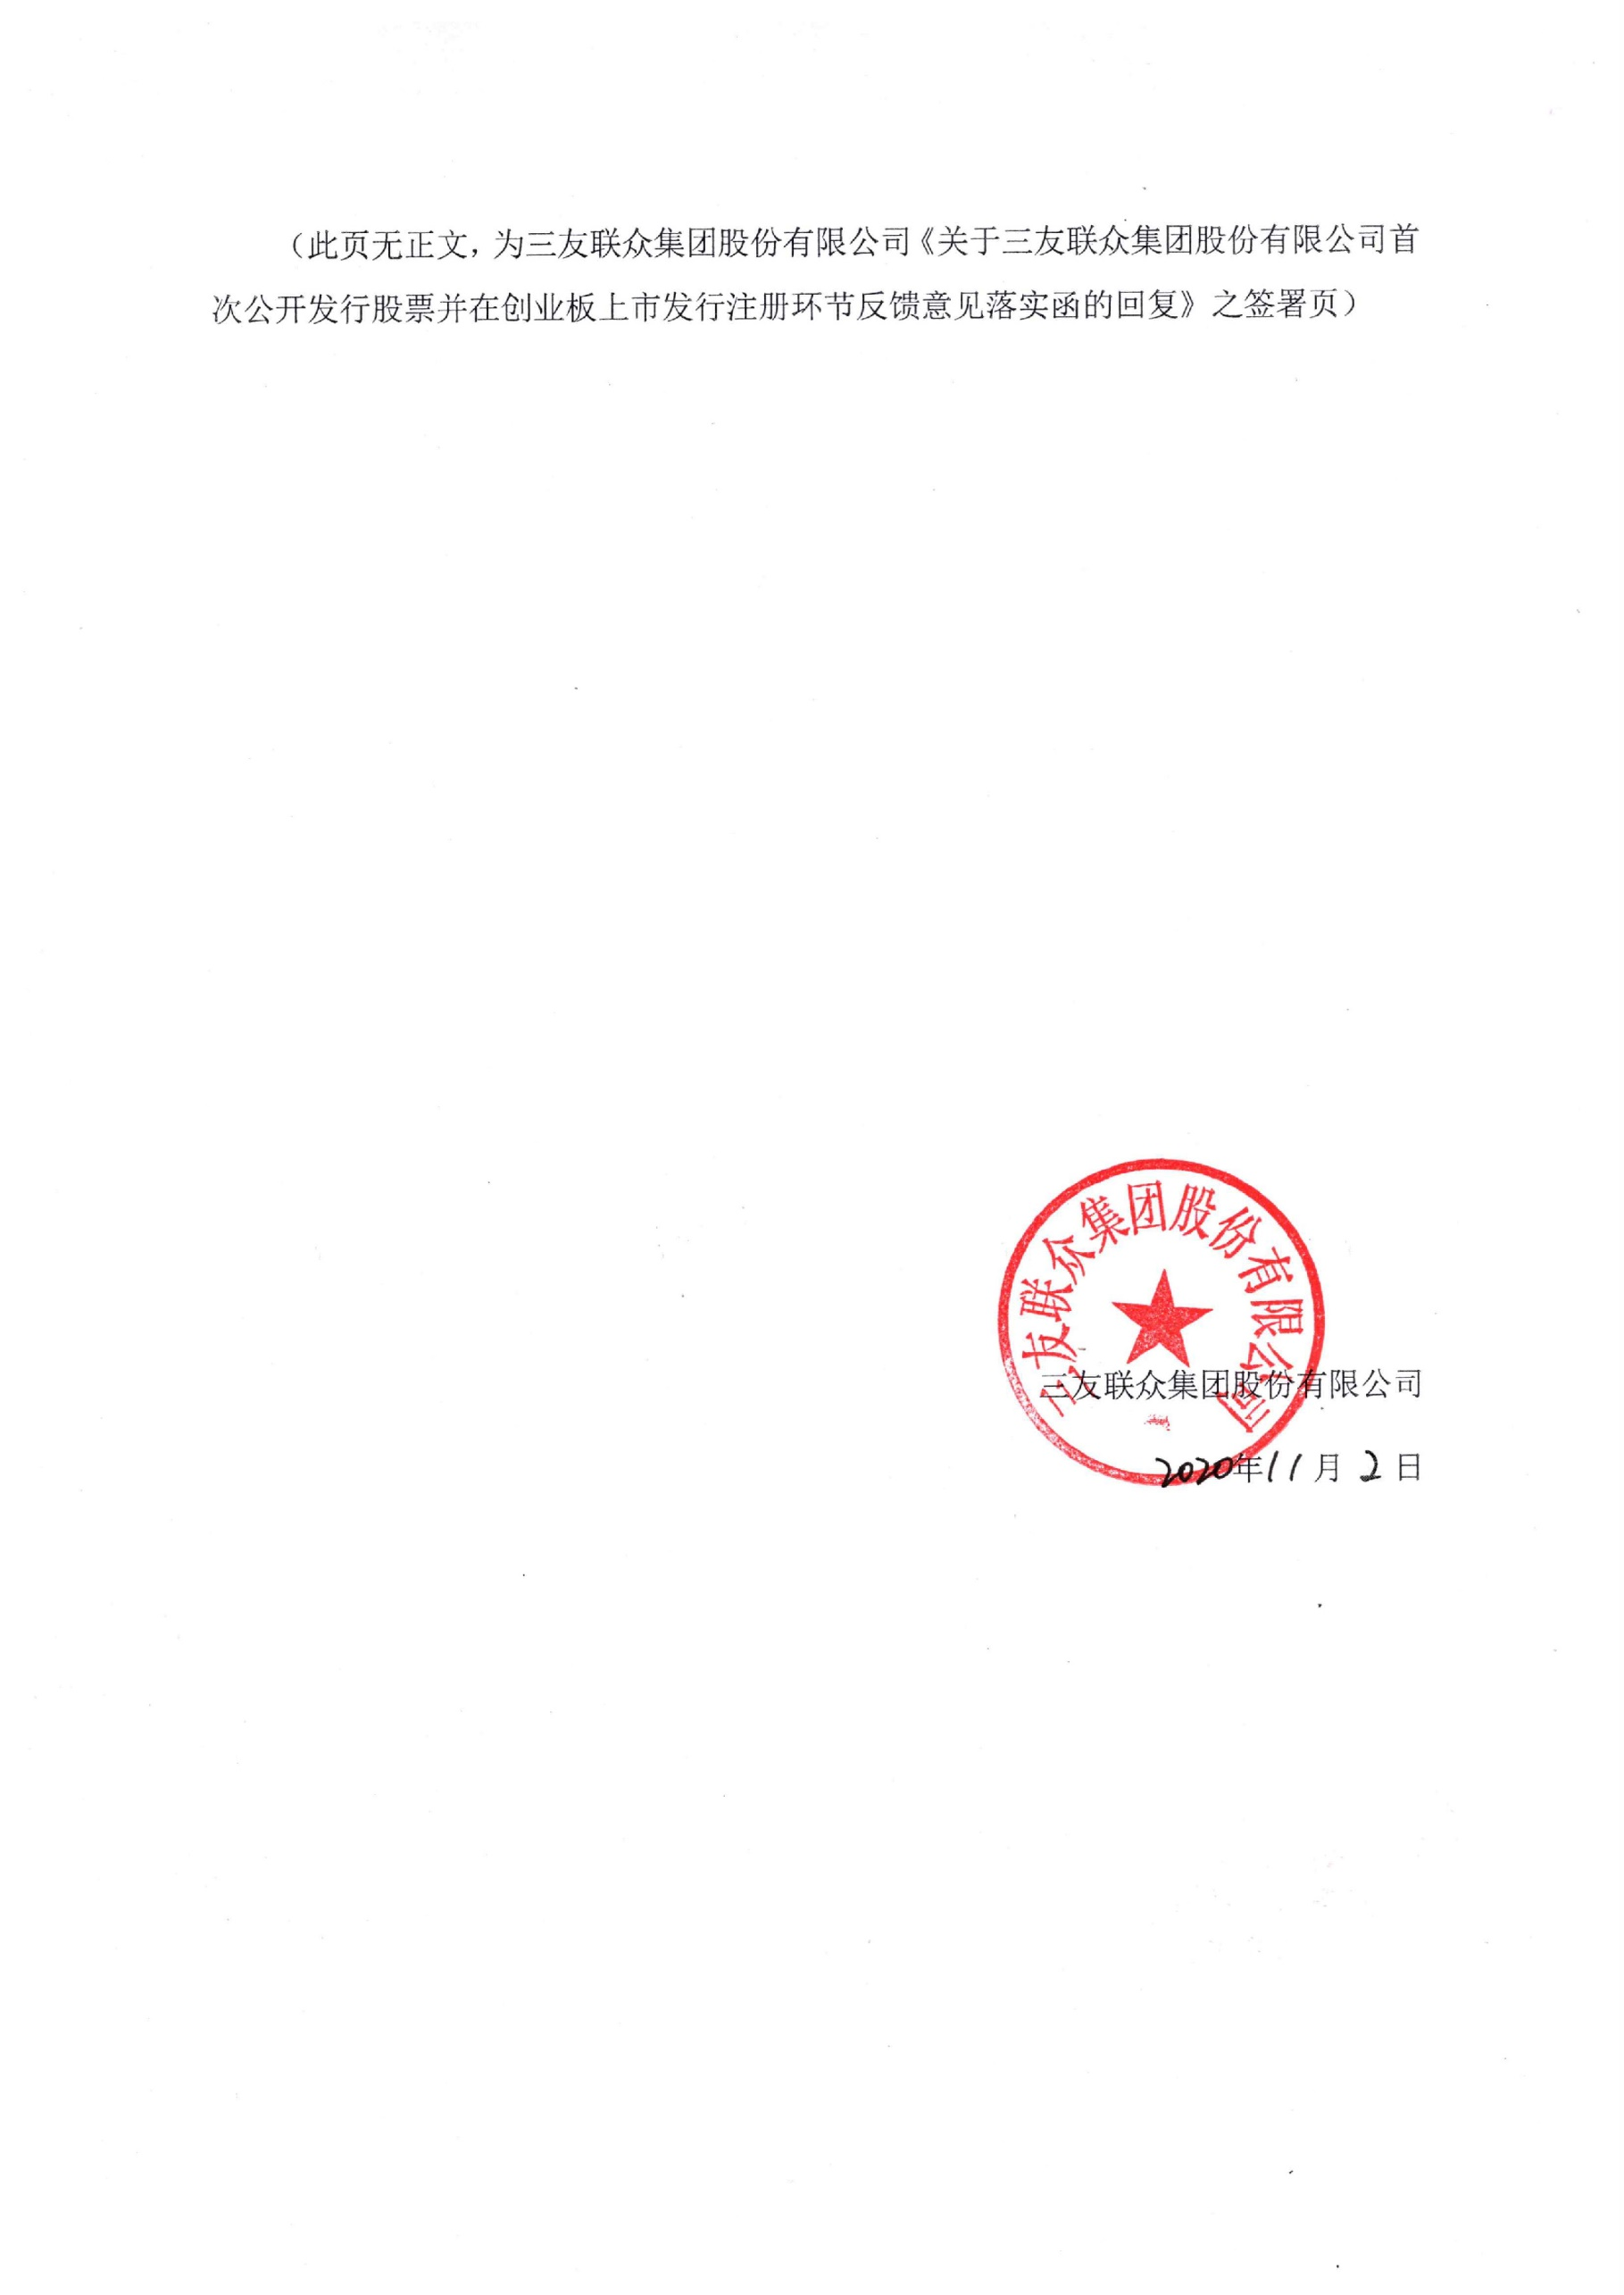 （此页无正文，为三友联众集团股份有限公司《关于三友联众集团股份有限公司首
次公开发行股票并在创业板上市发行注册环节反馈意见落实函的回复》之签署页）
三友联众集团股份有限公司
三友联众集团股份有限公司
2020年11月2日